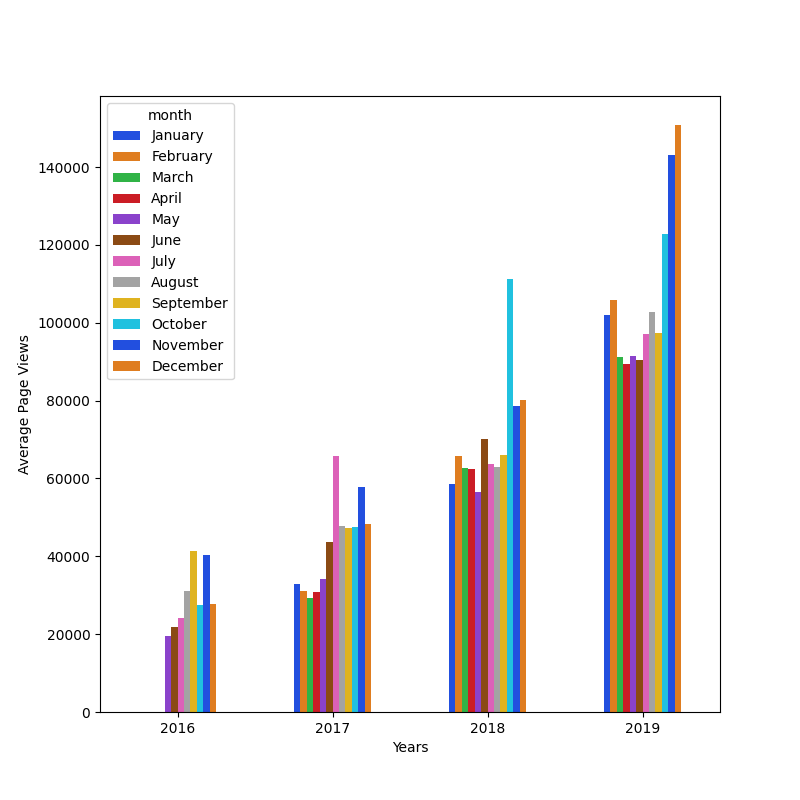 month
January
February
March
April
May
June
July
August
September
October
November
December
140000
120000
100000
80000
60000
40000
20000
0
Average Page Views
2016 2017 2018 2019
Years